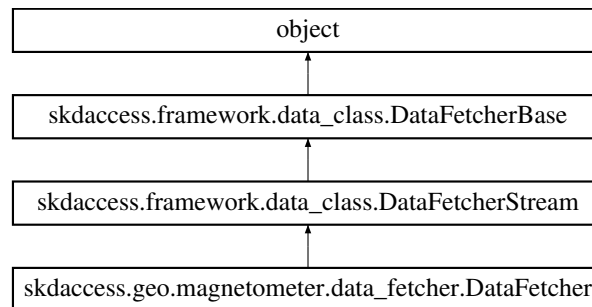 object
skdaccess.framework.data_class.DataFetcherBase
skdaccess.framework.data_class.DataFetcherStream
skdaccess.geo.magnetometer.data_fetcher.DataFetcher